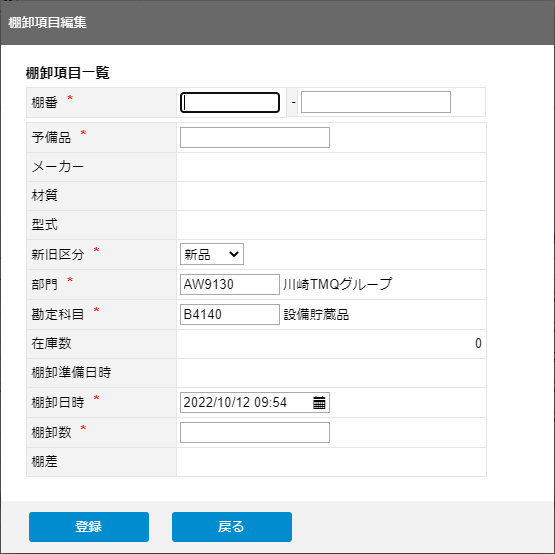 棚卸項目編集
棚卸項目一覧
棚番 * -
予備品 *
メーカー
材質
型式
新旧区分 * 新品
部門 * AW9130 川崎TMQグループ
勘定科目 * B4140 設備貯蔵品
在庫数 0
棚卸準備日時
棚卸日時 * 2022/10/12 09:54
棚卸数 *
棚差
登録 戻る